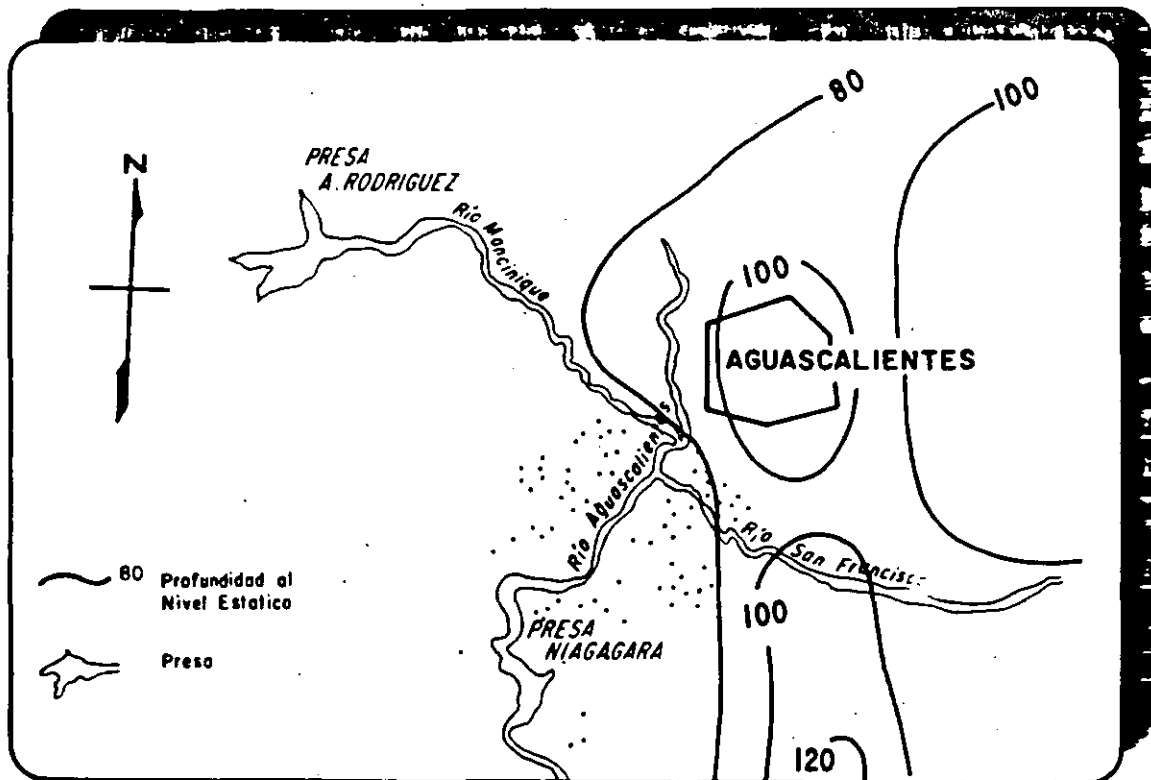 80
100
N
PRESA
A. RODRIGUEZ
Río Mancinique
100
AGUASCALIENTES
Río Aguascalientes
Río San Francisc
80 Profundidad al
Nivel Estatico
100
PRESA
NIAGAGARA
Presa
120